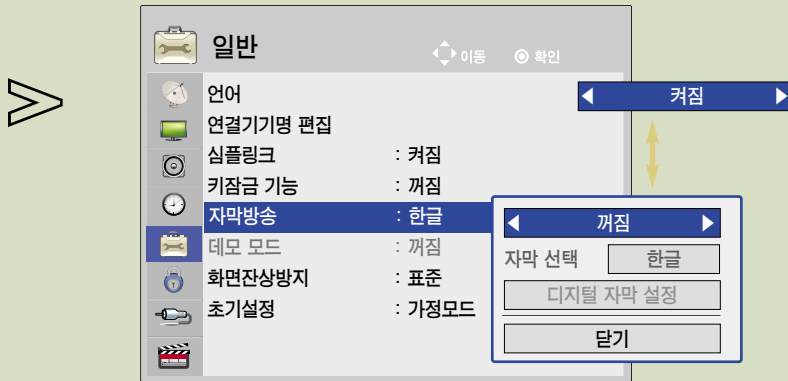 일반
이동 ◉ 확인
언어
연결기기명 편집
심플링크 : 켜짐
키잠금 기능 : 꺼짐
자막방송 : 한글
데모 모드 : 꺼짐
화면잔상방지 : 표준
초기설정 : 가정모드
◀ 켜짐 ▶
◀ 꺼짐 ▶
자막 선택 한글
디지털 자막 설정
닫기